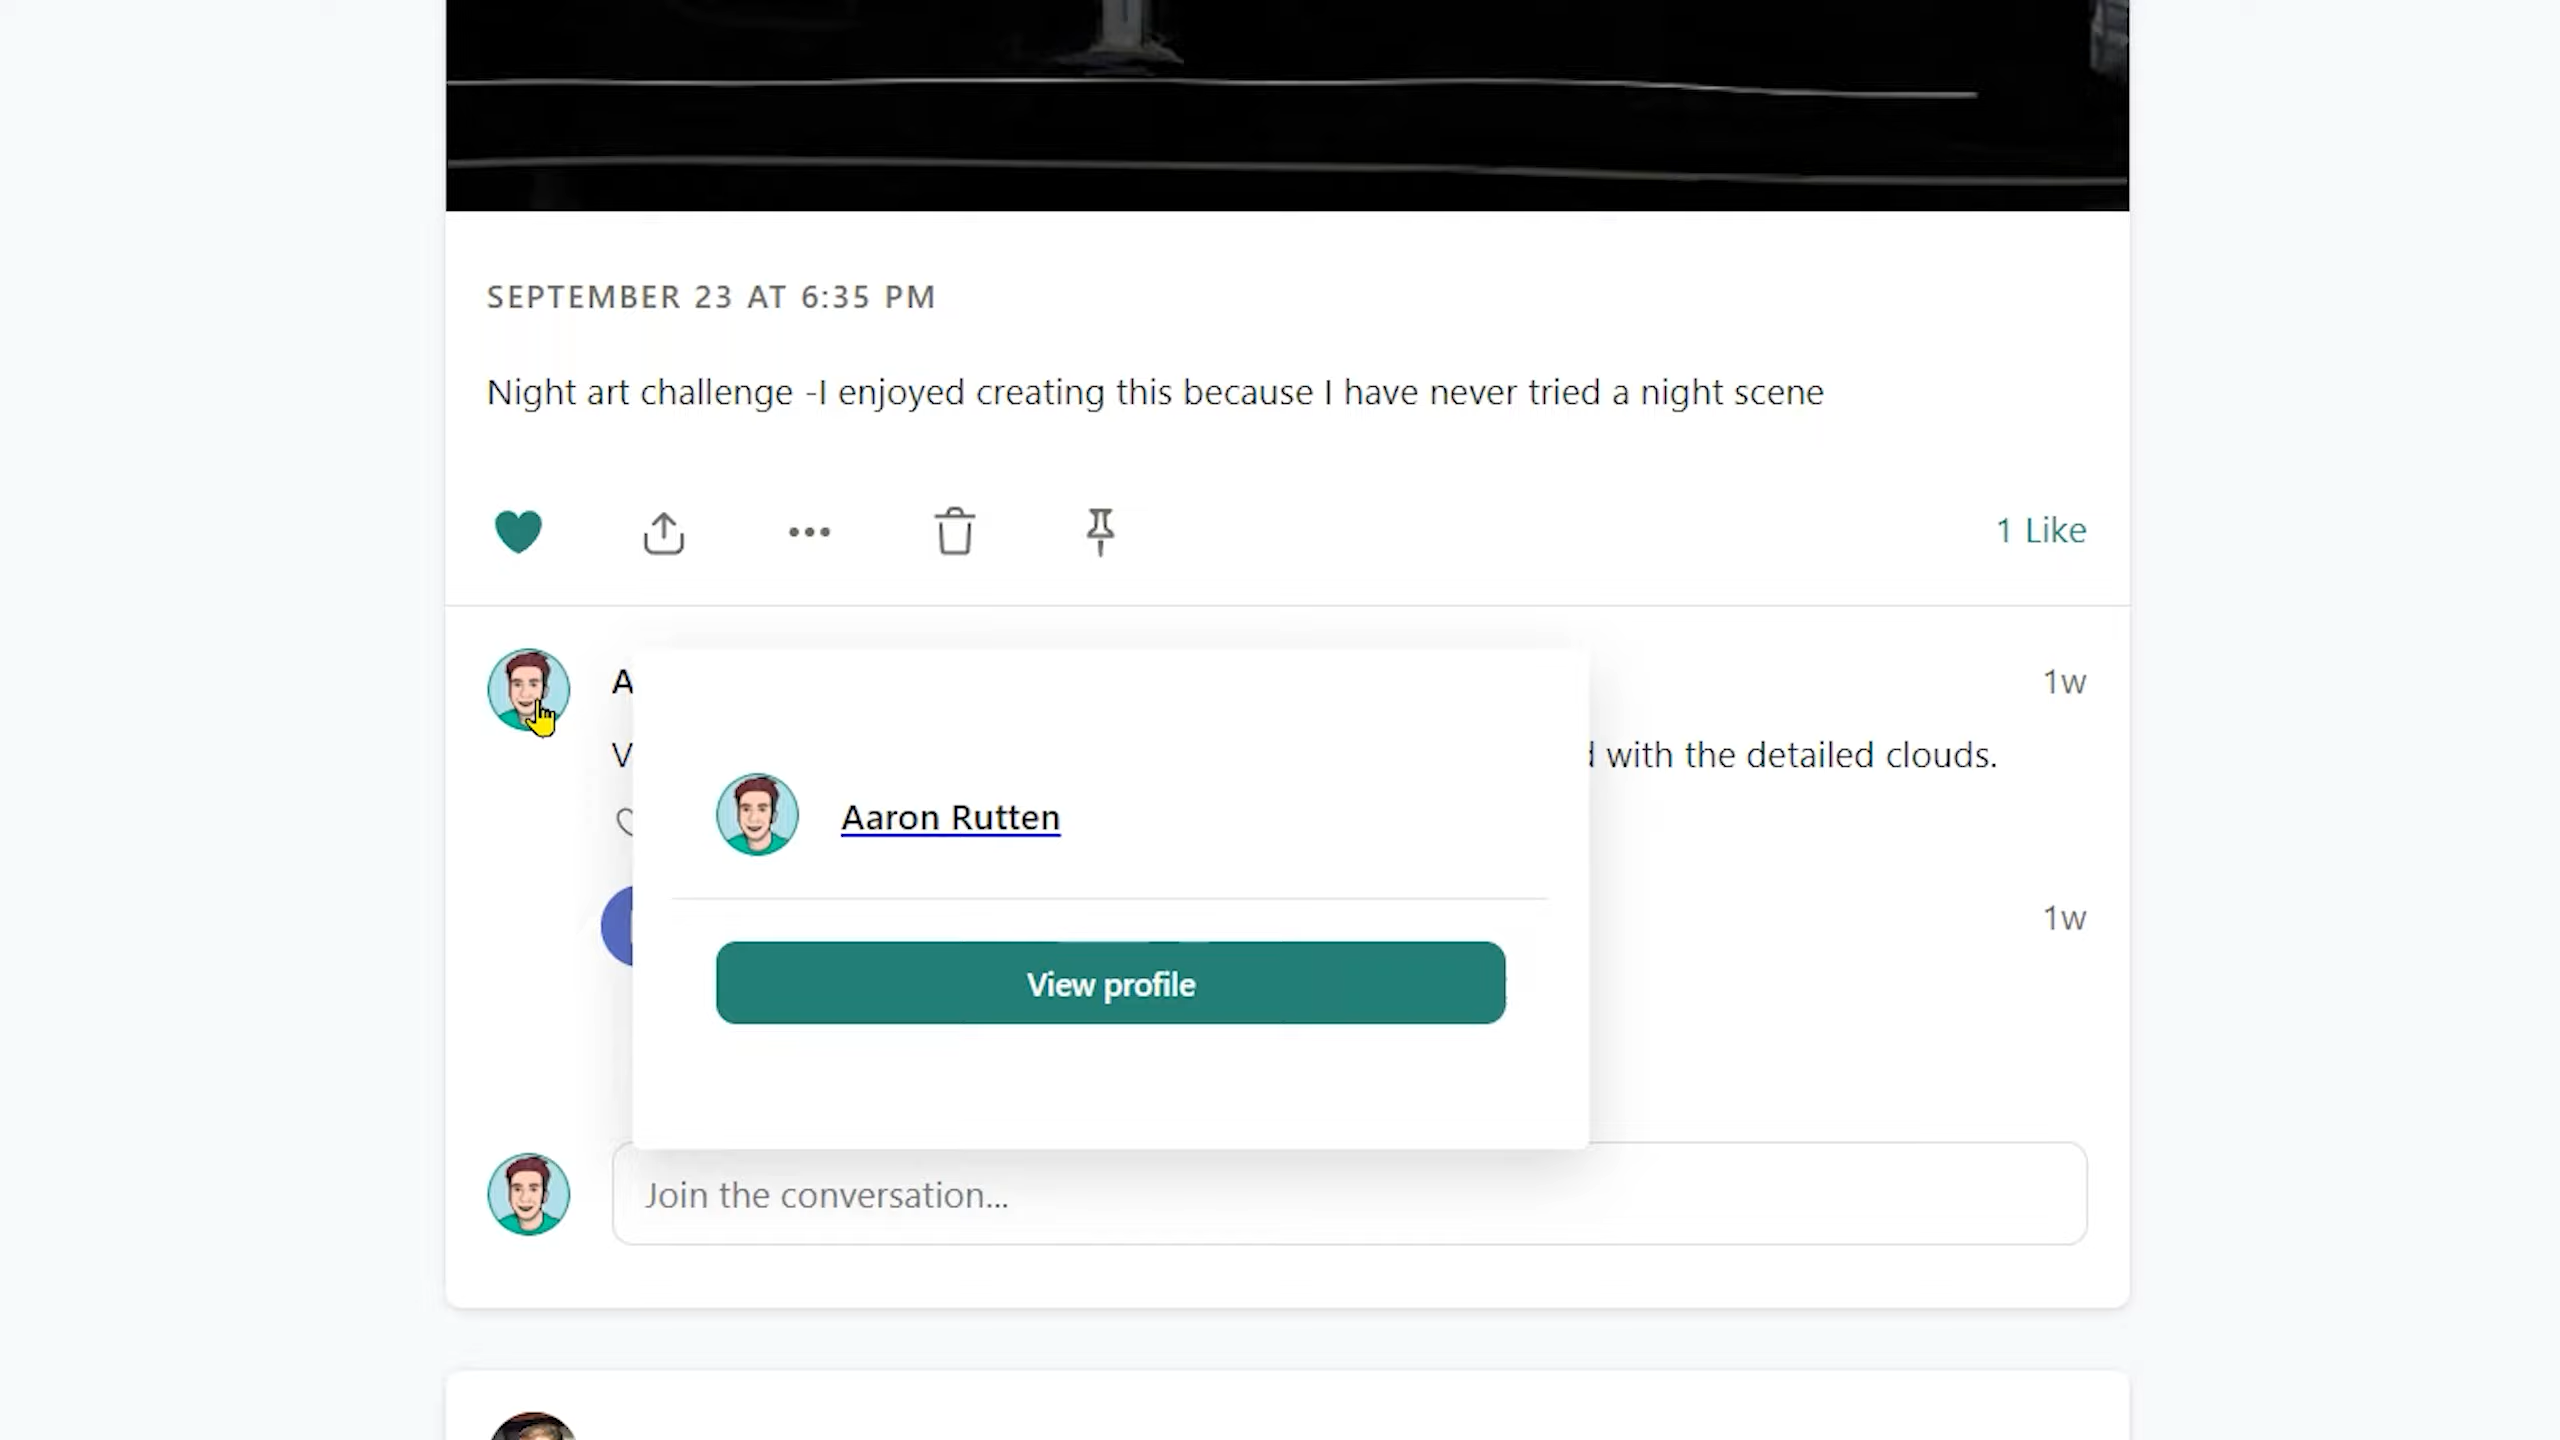 SEPTEMBER 23 AT 6:35 PM
Night art challenge -I enjoyed creating this because I have never tried a night scene
1 Like
A
1w
V
with the detailed clouds.
Aaron Rutten
1w
View profile
Join the conversation...